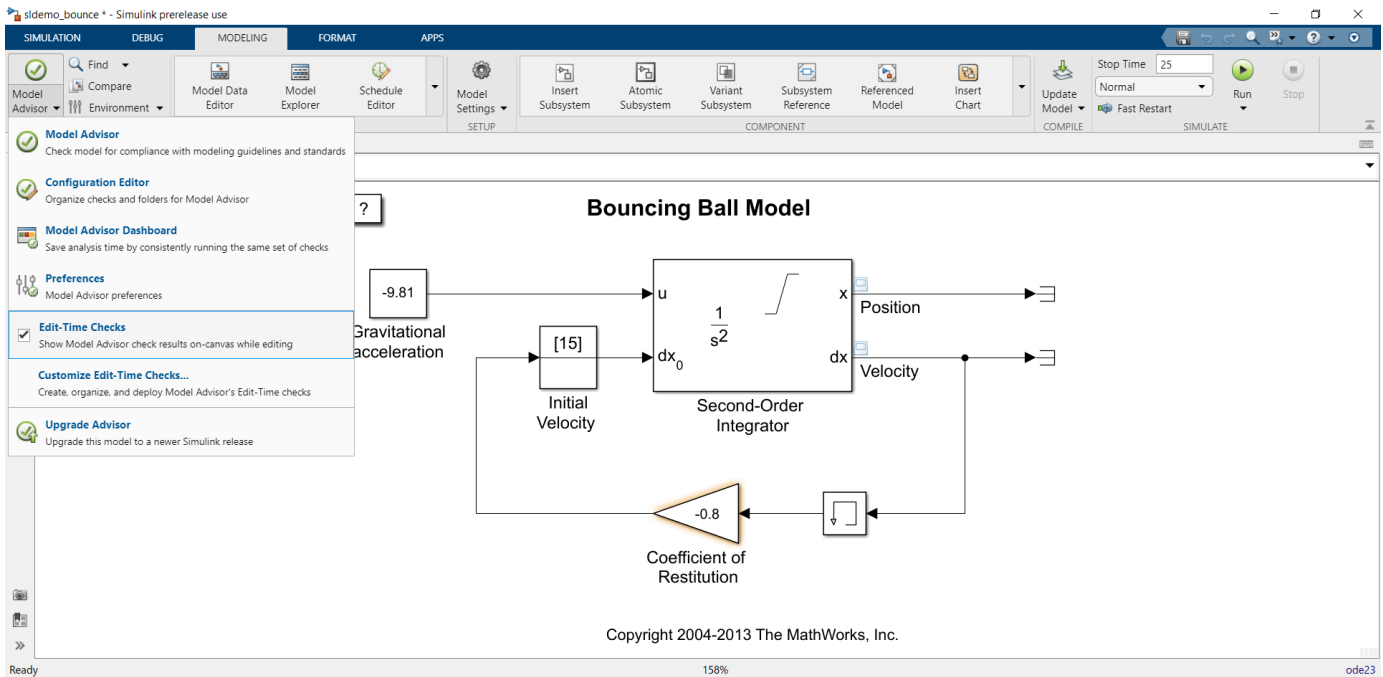 sldemo_bounce * - Simulink prerelease use
SIMULATION DEBUG MODELING FORMAT APPS
Model Advisor
Find
Compare
Environment
Model Data Editor
Model Explorer
Schedule Editor
Model Settings
SETUP
Insert Subsystem
Atomic Subsystem
Variant Subsystem
Subsystem Reference
Referenced Model
Insert Chart
COMPONENT
Update Model
COMPILE
Stop Time 25
Normal
Fast Restart
Run
Stop
SIMULATE
Model Advisor
Check model for compliance with modeling guidelines and standards
Configuration Editor
Organize checks and folders for Model Advisor
Model Advisor Dashboard
Save analysis time by consistently running the same set of checks
Preferences
Model Advisor preferences
Edit-Time Checks
Show Model Advisor check results on-canvas while editing
Customize Edit-Time Checks...
Create, organize, and deploy Model Advisor's Edit-Time checks
Upgrade Advisor
Upgrade this model to a newer Simulink release
?
Bouncing Ball Model
-9.81
Gravitational
acceleration
[15]
Initial
Velocity
u
dx0
1
s2
x
dx
Second-Order
Integrator
Position
Velocity
-0.8
Coefficient of
Restitution
Copyright 2004-2013 The MathWorks, Inc.
Ready 158% ode23